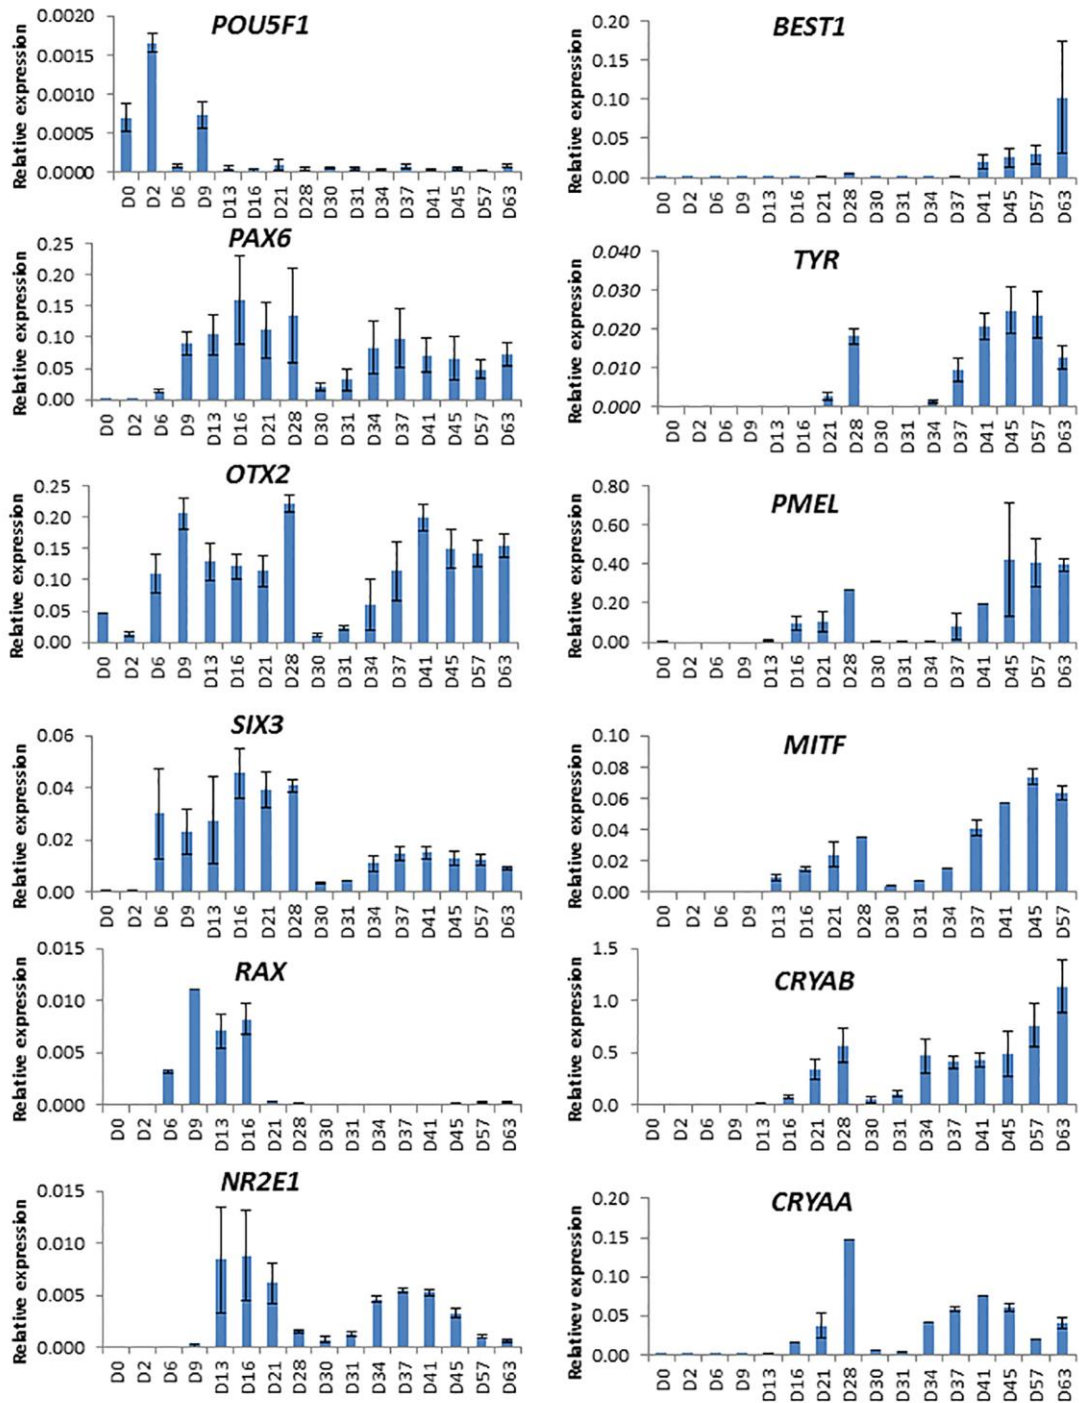 POU5F1
Relative expression
0.0020
0.0015
0.0010
0.0005
0.0000
D0 D2 D6 D9 D13 D16 D21 D28 D30 D31 D34 D37 D41 D45 D57 D63
BEST1
Relative expression
0.20
0.10
0.05
0.00
D0 D2 D6 D9 D13 D16 D21 D28 D30 D31 D34 D37 D41 D45 D57 D63
PAX6
Relative expression
0.25
0.20
0.15
0.10
0.05
0.00
D0 D2 D6 D9 D13 D16 D21 D28 D30 D31 D34 D37 D41 D45 D57 D63
TYR
Relative expression
0.040
0.030
0.020
0.010
0.000
D0 D2 D6 D9 D13 D16 D21 D28 D30 D31 D34 D37 D41 D45 D57 D63
OTX2
Relative expression
0.25
0.20
0.15
0.10
0.05
0.00
D0 D2 D6 D9 D13 D16 D21 D28 D30 D31 D34 D37 D41 D45 D57 D63
PMEL
Relative expression
0.80
0.60
0.40
0.20
0.00
D0 D2 D6 D9 D13 D16 D21 D28 D30 D31 D34 D37 D41 D45 D57 D63
SIX3
Relative expression
0.06
0.04
0.02
0.00
D0 D2 D6 D9 D13 D16 D21 D28 D30 D31 D34 D37 D41 D45 D57 D63
MITF
Relative expression
0.10
0.08
0.06
0.04
0.02
0.00
D0 D2 D6 D9 D13 D16 D21 D28 D30 D31 D34 D37 D41 D45 D57
RAX
Relative expression
0.015
0.010
0.005
0.000
D0 D2 D6 D9 D13 D16 D21 D28 D30 D31 D34 D37 D41 D45 D57 D63
CRYAB
Relative expression
1.5
1.0
0.5
0.0
D0 D2 D6 D9 D13 D16 D21 D28 D30 D31 D34 D37 D41 D45 D57 D63
NR2E1
Relative expression
0.015
0.010
0.005
0.000
D0 D2 D6 D9 D13 D16 D21 D28 D30 D31 D34 D37 D41 D45 D57 D63
CRYAA
Relativev expression
0.20
0.15
0.10
0.05
0.00
D0 D2 D6 D9 D13 D16 D21 D28 D30 D31 D34 D37 D41 D45 D57 D63